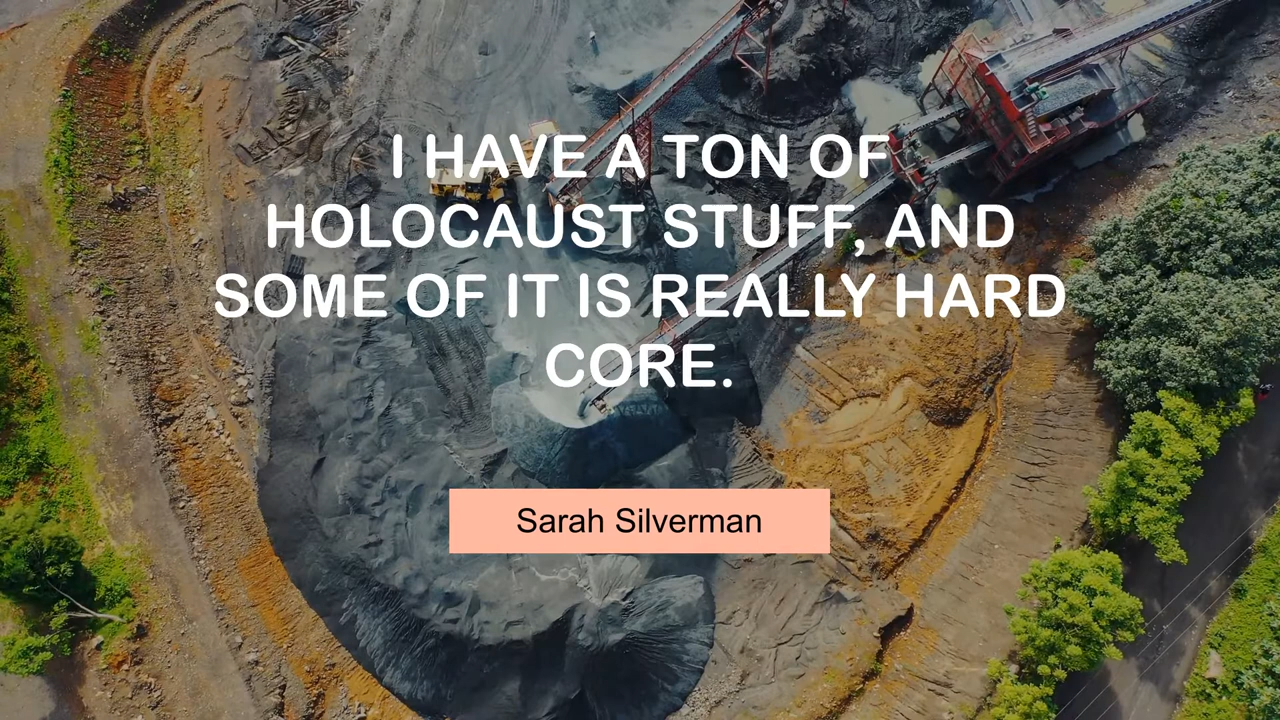 I HAVE A TON OF
HOLOCAUST STUFF, AND
SOME OF IT IS REALLY HARD
CORE.
Sarah Silverman